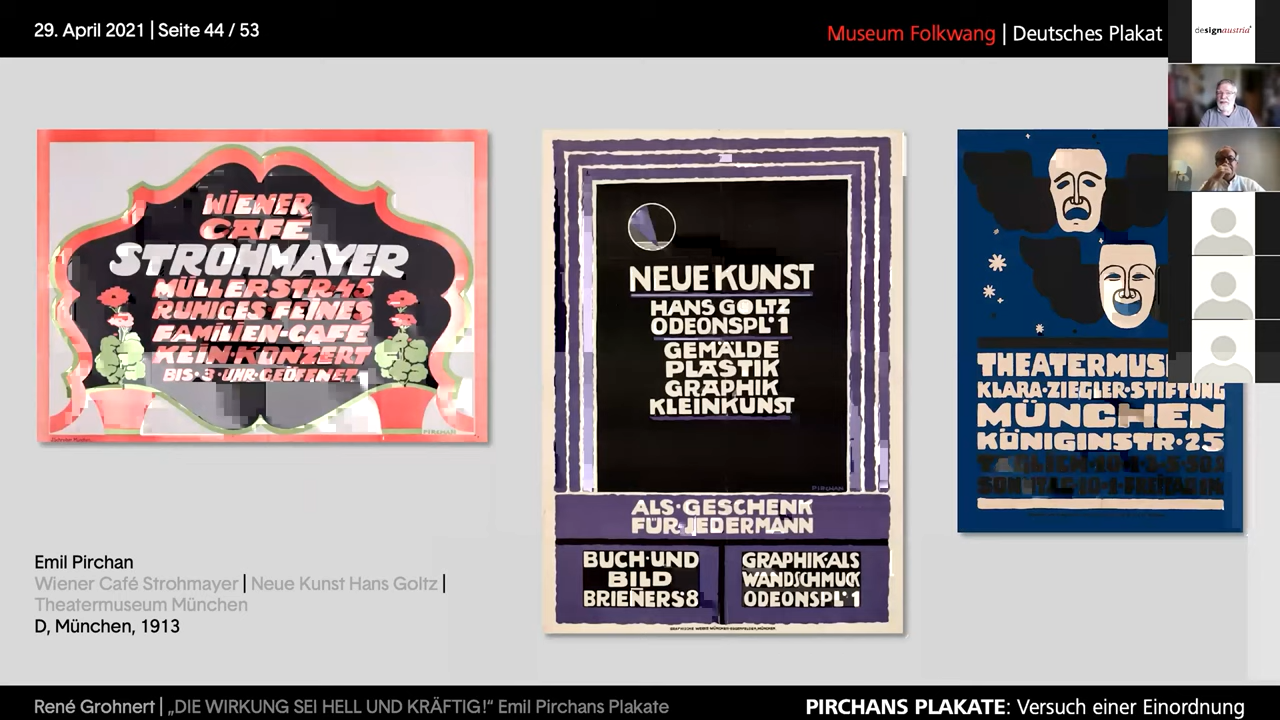 29. April 2021 | Seite 44 / 53
Museum Folkwang | Deutsches Plakat
designaustria
WIENER
CAFÉ
STROHMAYER
MÜLLERSTR 45
RUHIGES FEINES
FAMILIEN-CAFÉ
KEIN·KONZERT
BIS·3·UHR·GEÖFFNET·
PIRCHAN
NEUE KUNST
HANS GOLTZ
ODEONSPL· 1
GEMÄLDE
PLASTIK
GRAPHIK
KLEINKUNST
PIRCHAN
ALS·GESCHENK
FÜR·JEDERMANN
BUCH·UND
BILD
BRIENERS·8
GRAPHIK·ALS
WANDSCHMUCK
ODEONSPL· 1
THEATERMUS
KLARA·ZIEGLER·STIFTUNG
MÜNCHEN
KÖNIGINSTR·25
Emil Pirchan
Wiener Café Strohmayer | Neue Kunst Hans Goltz |
Theatermuseum München
D, München, 1913
René Grohnert | „DIE WIRKUNG SEI HELL UND KRÄFTIG!“ Emil Pirchans Plakate
PIRCHANS PLAKATE: Versuch einer Einordnung